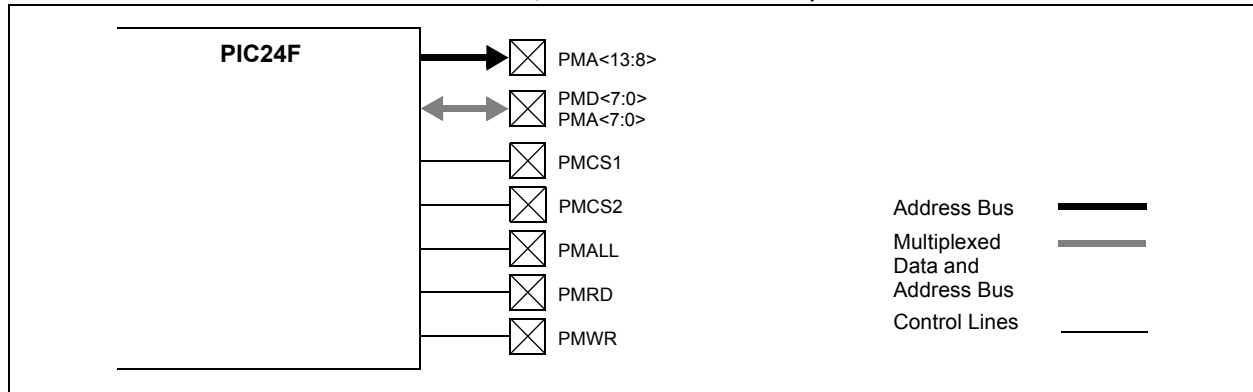 PIC24F
PMA<13:8>
PMD<7:0>
PMA<7:0>
PMCS1
PMCS2
PMALL
PMRD
PMWR
Address Bus
Multiplexed
Data and
Address Bus
Control Lines